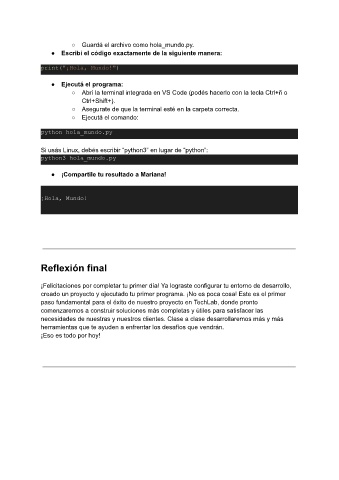 ○ Guardá el archivo como hola_mundo.py.
● Escribí el código exactamente de la siguiente manera:
print("¡Hola, Mundo!")
● Ejecutá el programa:
○ Abrí la terminal integrada en VS Code (podés hacerlo con la tecla Ctrl+ñ o
Ctrl+Shift+).
○ Asegurate de que la terminal esté en la carpeta correcta.
○ Ejecutá el comando:
python hola_mundo.py
Si usás Linux, debés escribir "python3" en lugar de "python":
python3 hola_mundo.py
● ¡Compartile tu resultado a Mariana!
¡Hola, Mundo!
Reflexión final
¡Felicitaciones por completar tu primer día! Ya lograste configurar tu entorno de desarrollo,
creado un proyecto y ejecutado tu primer programa. ¡No es poca cosa! Este es el primer
paso fundamental para el éxito de nuestro proyecto en TechLab, donde pronto
comenzaremos a construir soluciones más completas y útiles para satisfacer las
necesidades de nuestras y nuestros clientes. Clase a clase desarrollaremos más y más
herramientas que te ayuden a enfrentar los desafíos que vendrán.
¡Eso es todo por hoy!